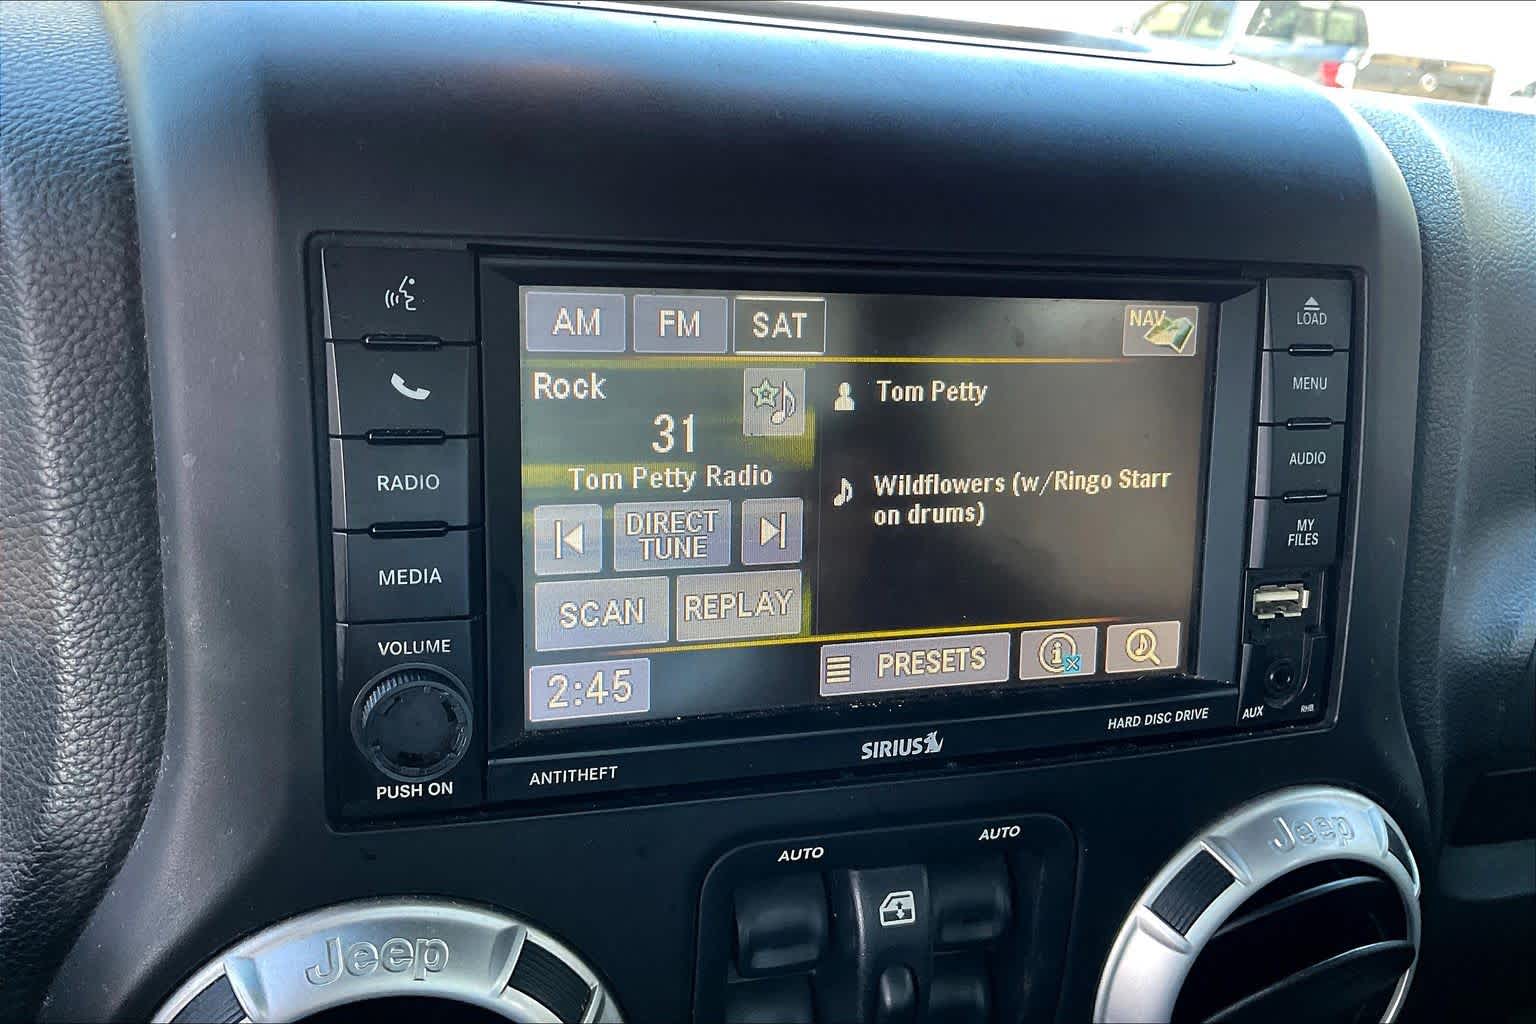 AM
FM
SAT
NAV
LOAD
MENU
AUDIO
MY
FILES
RADIO
MEDIA
VOLUME
PUSH ON
Rock
31
Tom Petty Radio
DIRECT
TUNE
SCAN
REPLAY
2:45
Tom Petty
Wildflowers (w/Ringo Starr
on drums)
PRESETS
i
AUX
RHB
ANTITHEFT
SIRIUS
HARD DISC DRIVE
AUTO
AUTO
Jeep
Jeep